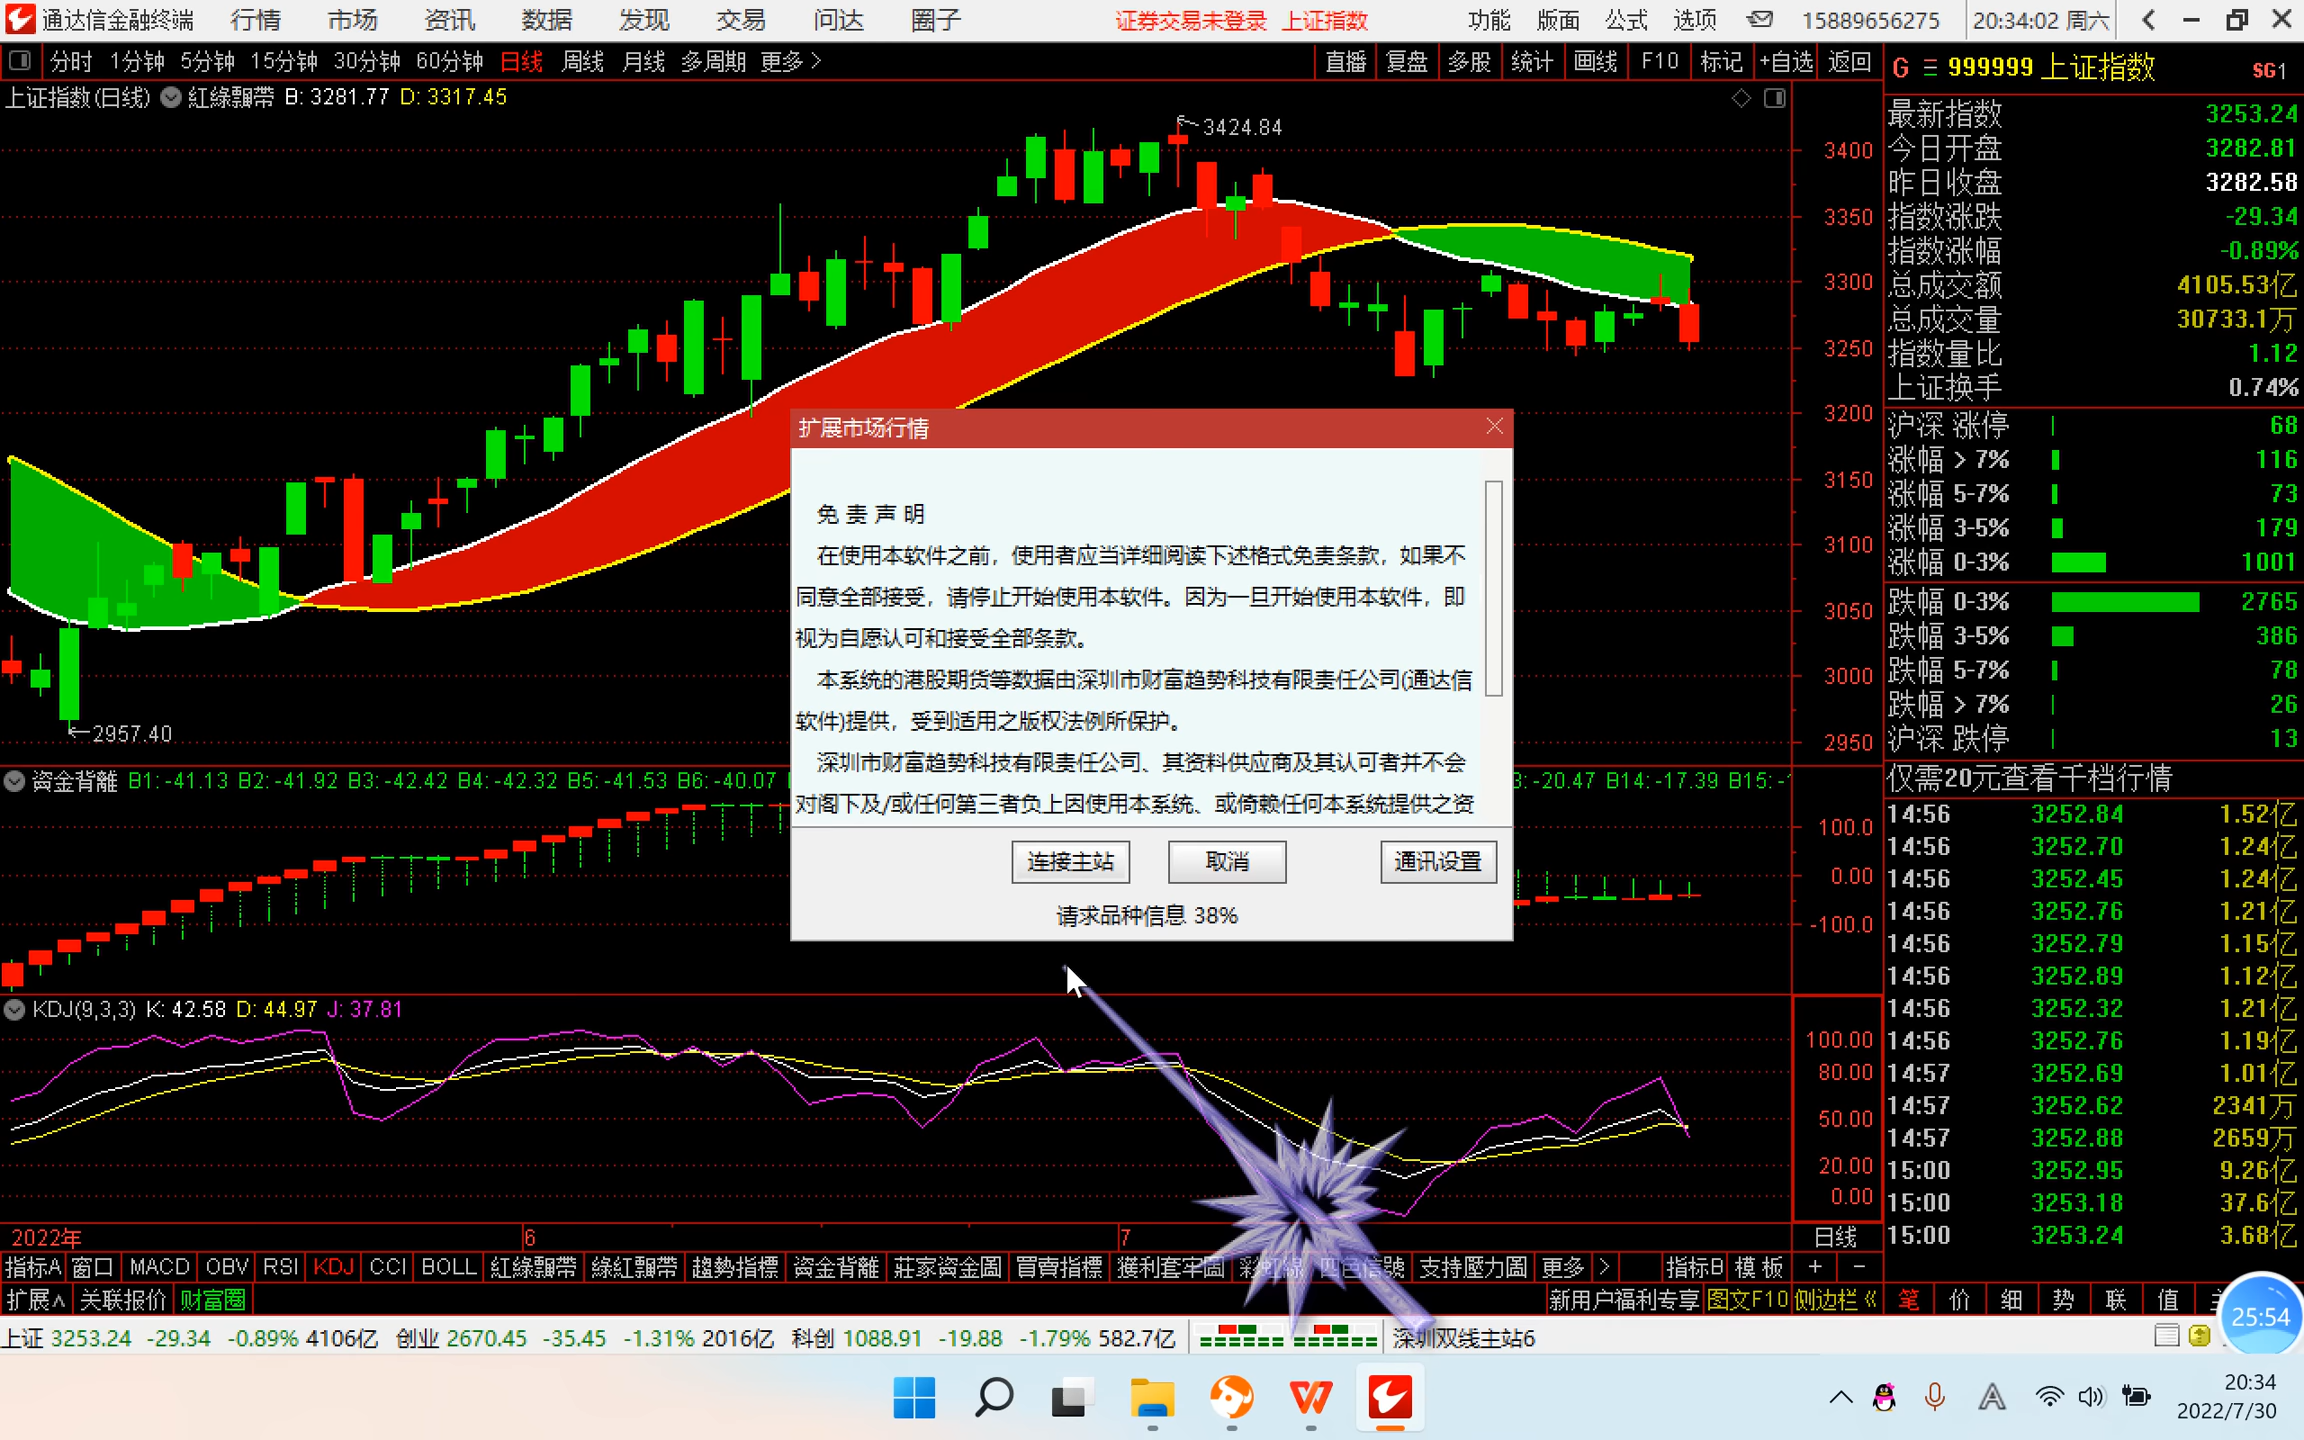 通达信金融终端 行情 市场 资讯 数据 发现 交易 问达 圈子 证券交易未登录 上证指数 功能 版面 公式 选项 15889656275 20:34:02 周六
分时 1分钟 5分钟 15分钟 30分钟 60分钟 日线 周线 月线 多周期 更多 直播 复盘 多股 统计 画线 F10 标记 +自选 返回
G 999999 上证指数 SG1
上证指数(日线) 紅綠飄帶 B: 3281.77 D: 3317.45
3424.84
2957.40
3400
3350
3300
3250
3200
3150
3100
3050
3000
2950
最新指数 3253.24
今日开盘 3282.81
昨日收盘 3282.58
指数涨跌 -29.34
指数涨幅 -0.89%
总成交额 4105.53亿
总成交量 30733.1万
指数量比 1.12
上证换手 0.74%
沪深 涨停 68
涨幅 > 7% 116
涨幅 5-7% 73
涨幅 3-5% 179
涨幅 0-3% 1001
跌幅 0-3% 2765
跌幅 3-5% 386
跌幅 5-7% 78
跌幅 > 7% 26
沪深 跌停 13
仅需20元查看千档行情
14:56 3252.84 1.52亿
14:56 3252.70 1.24亿
14:56 3252.45 1.24亿
14:56 3252.76 1.21亿
14:56 3252.79 1.15亿
14:56 3252.89 1.12亿
14:56 3252.32 1.21亿
14:56 3252.76 1.19亿
14:57 3252.69 1.01亿
14:57 3252.62 2341万
14:57 3252.88 2659万
15:00 3252.95 9.26亿
15:00 3253.18 37.6亿
15:00 3253.24 3.68亿
扩展市场行情
免 责 声 明
在使用本软件之前，使用者应当详细阅读下述格式免责条款，如果不
同意全部接受，请停止开始使用本软件。因为一旦开始使用本软件，即
视为自愿认可和接受全部条款。
本系统的港股期货等数据由深圳市财富趋势科技有限责任公司(通达信
软件)提供，受到适用之版权法例所保护。
深圳市财富趋势科技有限责任公司、其资料供应商及其认可者并不会
对阁下及/或任何第三者负上因使用本系统、或倚赖任何本系统提供之资
连接主站 取消 通讯设置
请求品种信息 38%
资金背離 B1: -41.13 B2: -41.92 B3: -42.42 B4: -42.32 B5: -41.53 B6: -40.07 3: -20.47 B14: -17.39 B15:
100.0
0.00
-100.0
KDJ(9,3,3) K: 42.58 D: 44.97 J: 37.81
100.00
80.00
50.00
20.00
0.00
2022年 6 7 日线
指标A 窗口 MACD OBV RSI KDJ CCI BOLL 紅綠飄帶 綠紅飄帶 趨勢指標 资金背離 莊家资金圖 買賣指標 獲利套牢圖 彩虹線 四色信號 支持壓力圖 更多 指标B 模板 + -
扩展 关联报价 财富圈 新用户福利专享 图文F10 侧边栏 笔 价 细 势 联 值
25:54
上证 3253.24 -29.34 -0.89% 4106亿 创业 2670.45 -35.45 -1.31% 2016亿 科创 1088.91 -19.88 -1.79% 582.7亿 深圳双线主站6
20:34
2022/7/30